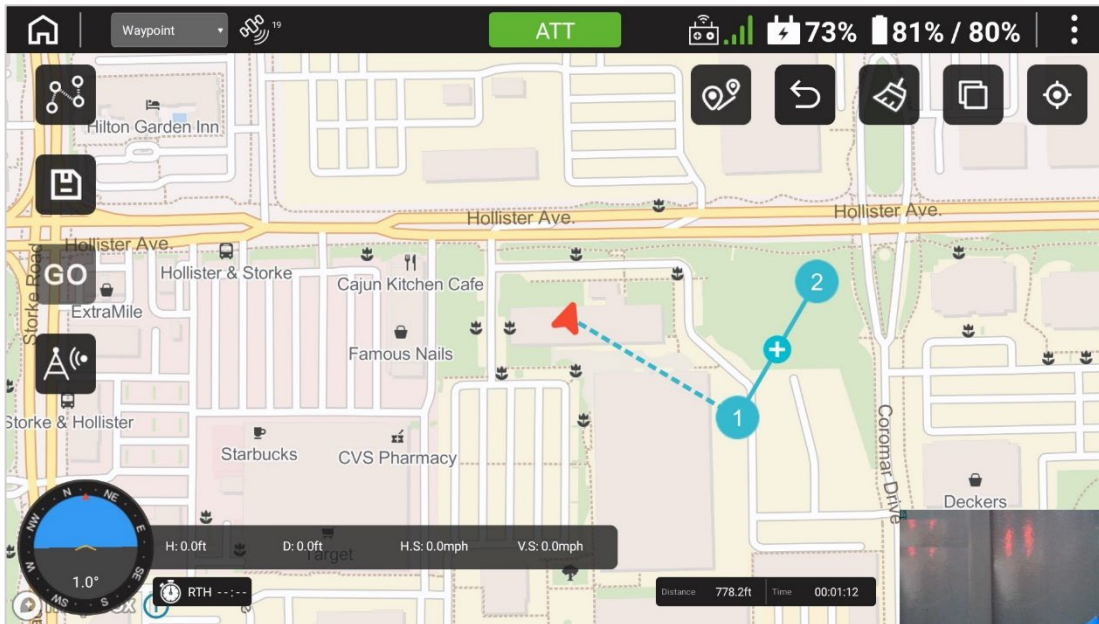 Waypoint
19
ATT
73%
81% / 80%
Hilton Garden Inn
Hollister Ave.
Hollister Ave.
Hollister Ave.
Storke Road
GO
Hollister & Storke
ExtraMile
Cajun Kitchen Cafe
Famous Nails
2
1
Storke & Hollister
Starbucks
CVS Pharmacy
Coromar Drive
Deckers
N
NE
E
SE
S
SW
W
NW
1.0°
H: 0.0ft D: 0.0ft H.S: 0.0mph V.S: 0.0mph
Target
RTH --:--
Distance 778.2ft Time 00:01:12